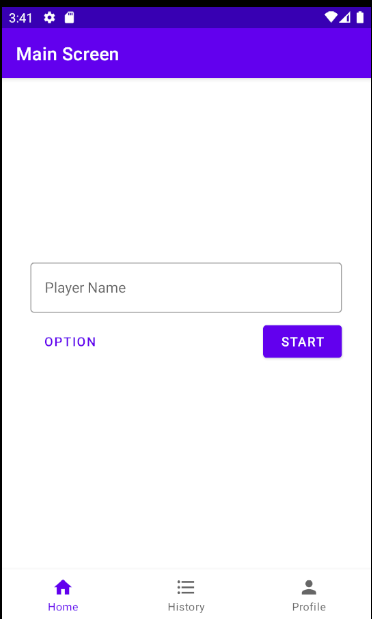 3:41
Main Screen
Player Name
OPTION
START
Home
History
Profile